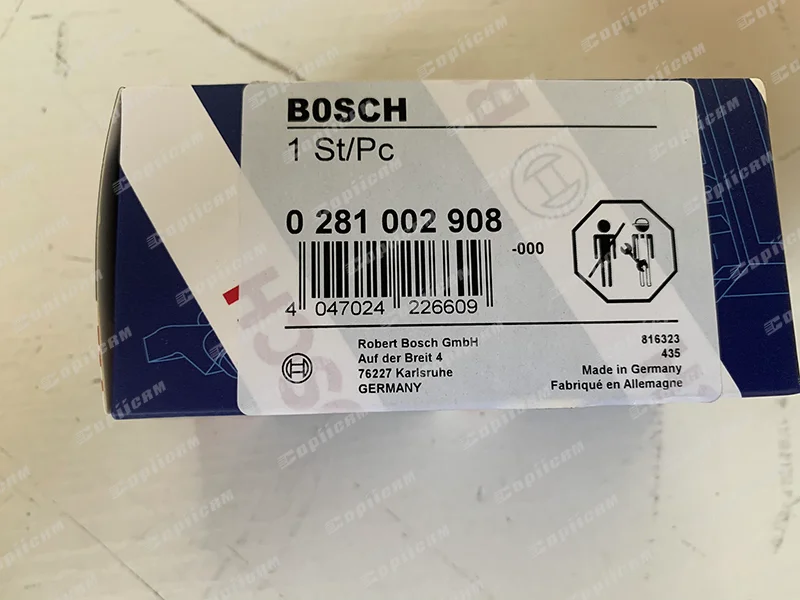 BOSCH
1 St/Pc
0 281 002 908
-000
4 047024 226609
Robert Bosch GmbH
Auf der Breit 4
76227 Karlsruhe
GERMANY
816323
435
Made in Germany
Fabriqué en Allemagne
CopiiCRM